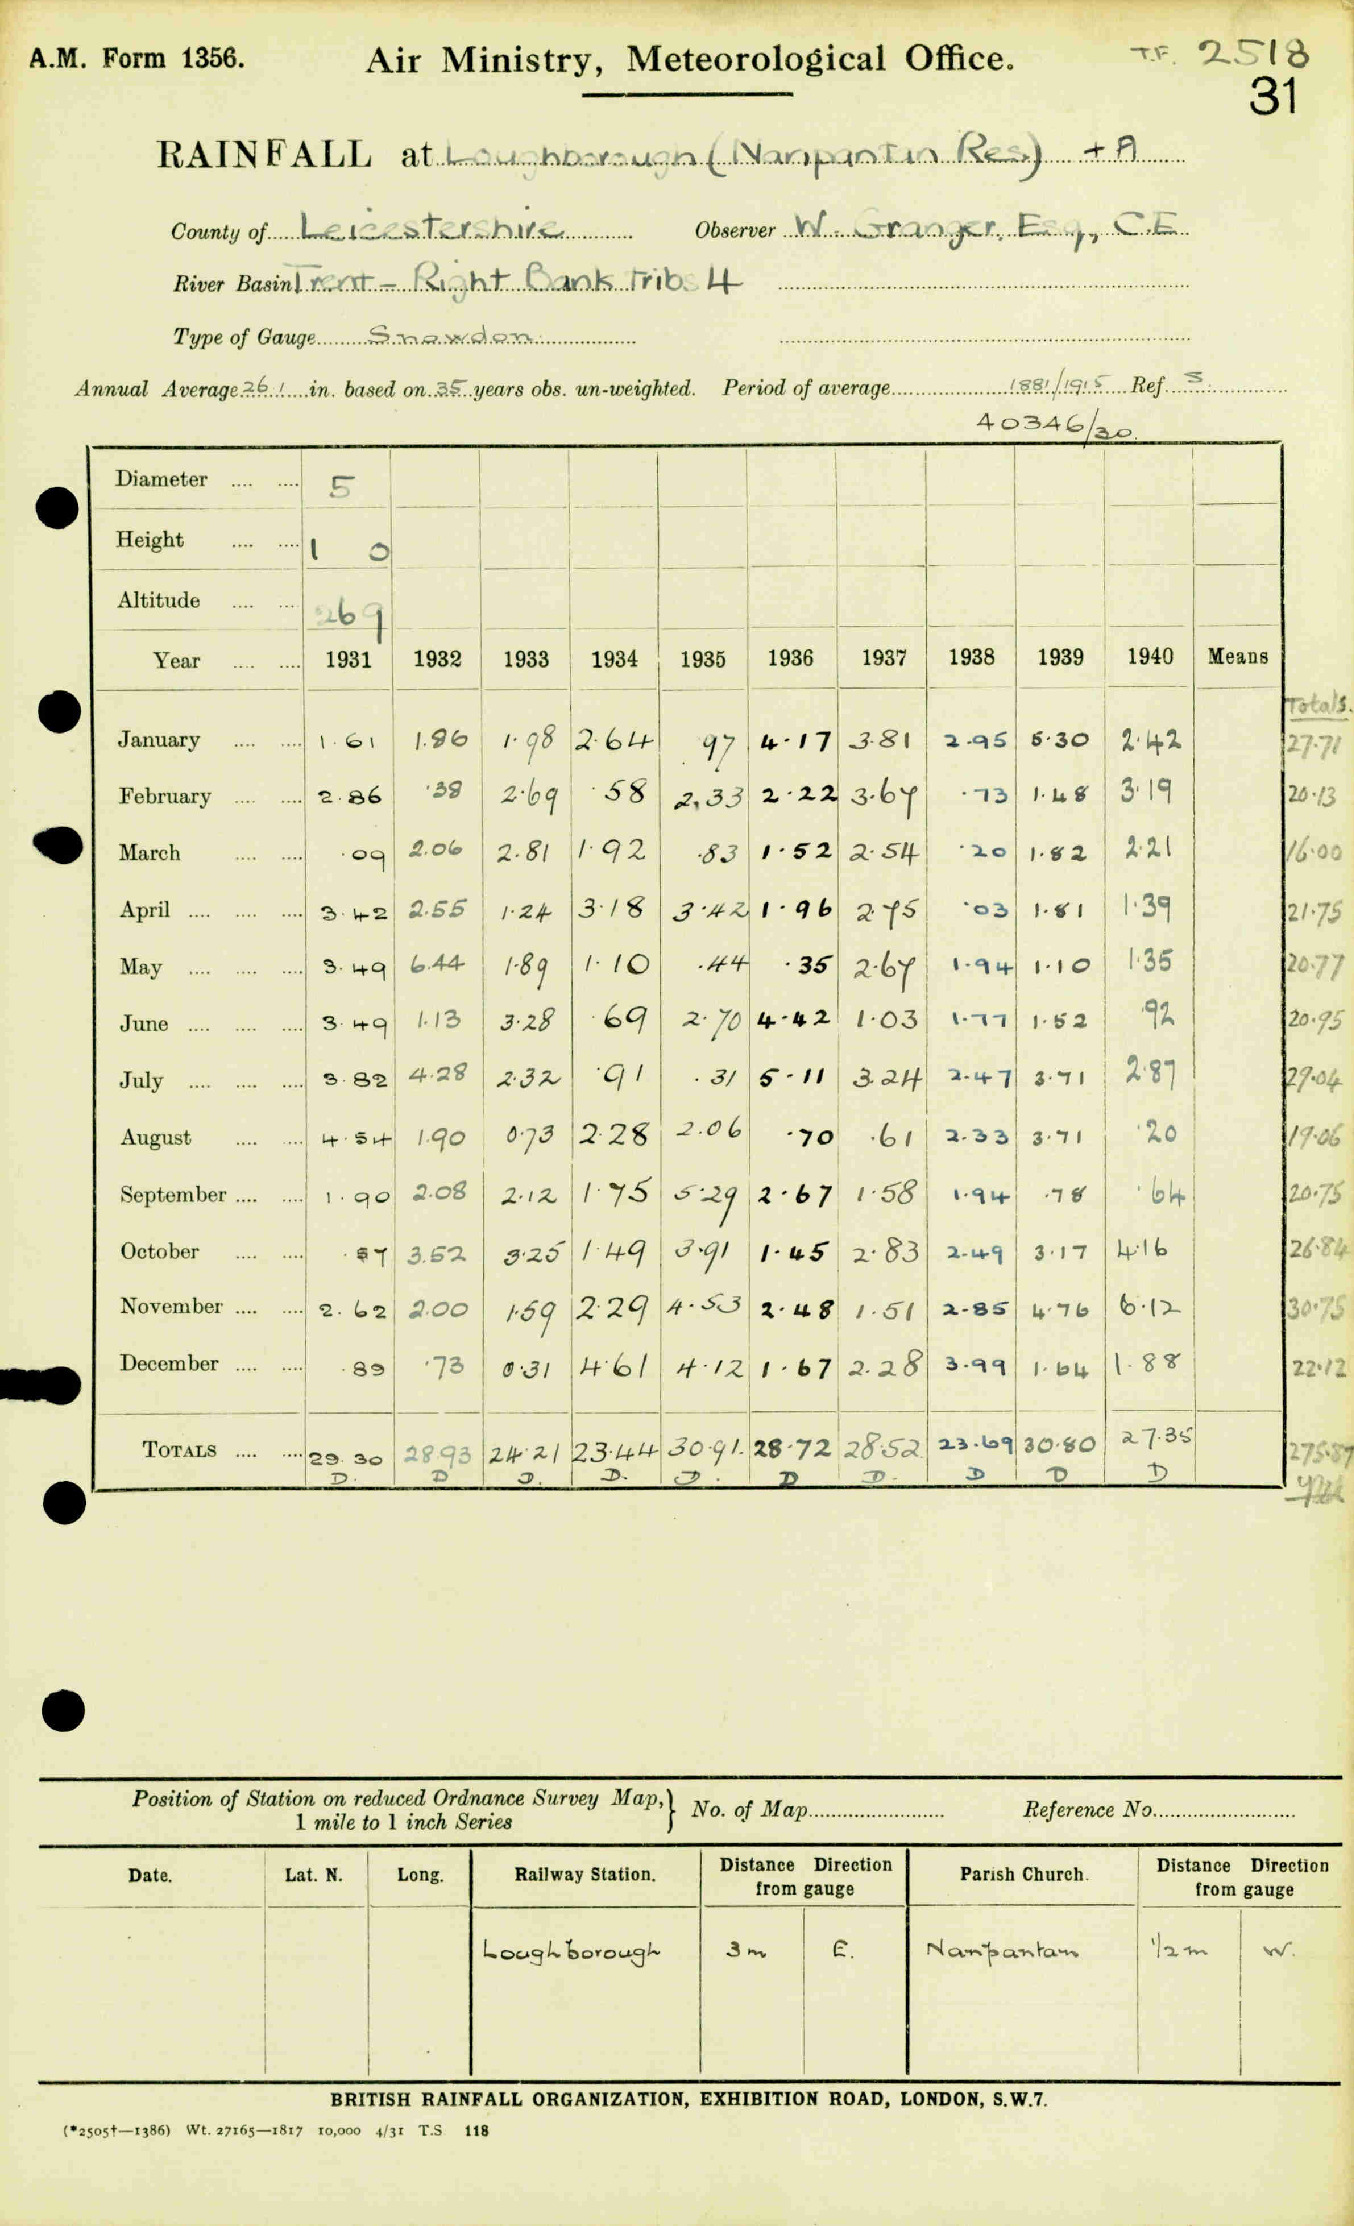 A.M. Form 1356.
Air Ministry, Meteorological Office.
T.F. 2518
31
RAINFALL at Loughborough (Nanpantan Res) + A
County of Leicestershire Observer W. Granger, Esq, C.E
River Basin Trent - Right Bank Tribs 4
Type of Gauge Snowdon
Annual Average 26.1 in. based on 35 years obs. un-weighted. Period of average 1881/1915 Ref. S.
40346/30.
Diameter .... .... 5
Height .... .... 1 0
Altitude .... .... 269
Year .... .... 1931 1932 1933 1934 1935 1936 1937 1938 1939 1940 Means
Totals.
January .... .... 1.61 1.86 1.98 2.64 .97 4.17 3.81 2.95 5.30 2.42 27.71
February .... .... 2.86 .38 2.69 .58 2.33 2.22 3.67 .73 1.48 3.19 20.13
March .... .... .09 2.06 2.81 1.92 .83 1.52 2.54 .20 1.82 2.21 16.00
April .... .... .... 3.42 2.55 1.24 3.18 3.42 1.96 2.75 .03 1.81 1.39 21.75
May .... .... .... 3.49 6.44 1.89 1.10 .44 .35 2.67 1.94 1.10 1.35 20.77
June .... .... .... 3.49 1.13 3.28 .69 2.70 4.42 1.03 1.77 1.52 .92 20.95
July .... .... .... 3.82 4.28 2.32 .91 .31 5.11 3.24 2.47 3.71 2.87 29.04
August .... .... 4.54 1.90 0.73 2.28 2.06 .70 .61 2.33 3.71 .20 19.06
September .... .... 1.90 2.08 2.12 1.75 5.29 2.67 1.58 1.94 .78 .64 20.75
October .... .... .57 3.52 3.25 1.49 3.91 1.45 2.83 2.49 3.17 4.16 26.84
November .... .... 2.62 2.00 1.59 2.29 4.53 2.48 1.51 2.85 4.76 6.12 30.75
December .... .... .89 .73 0.31 4.61 4.12 1.67 2.28 3.99 1.64 1.88 22.12
TOTALS .... .... 29.30 28.93 24.21 23.44 30.91 28.72 28.52 23.69 30.80 27.35 275.87
D. D D. D. D. D D. D D D
Position of Station on reduced Ordnance Survey Map,} No. of Map Reference No
1 mile to 1 inch Series
Date. Lat. N. Long. Railway Station. Distance Direction from gauge Parish Church. Distance Direction from gauge
Loughborough 3m E. Nanpantan 1/2 m W.
BRITISH RAINFALL ORGANIZATION, EXHIBITION ROAD, LONDON, S.W.7.
(*2505†—1386) Wt. 27165—1817 10,000 4/31 T.S 118